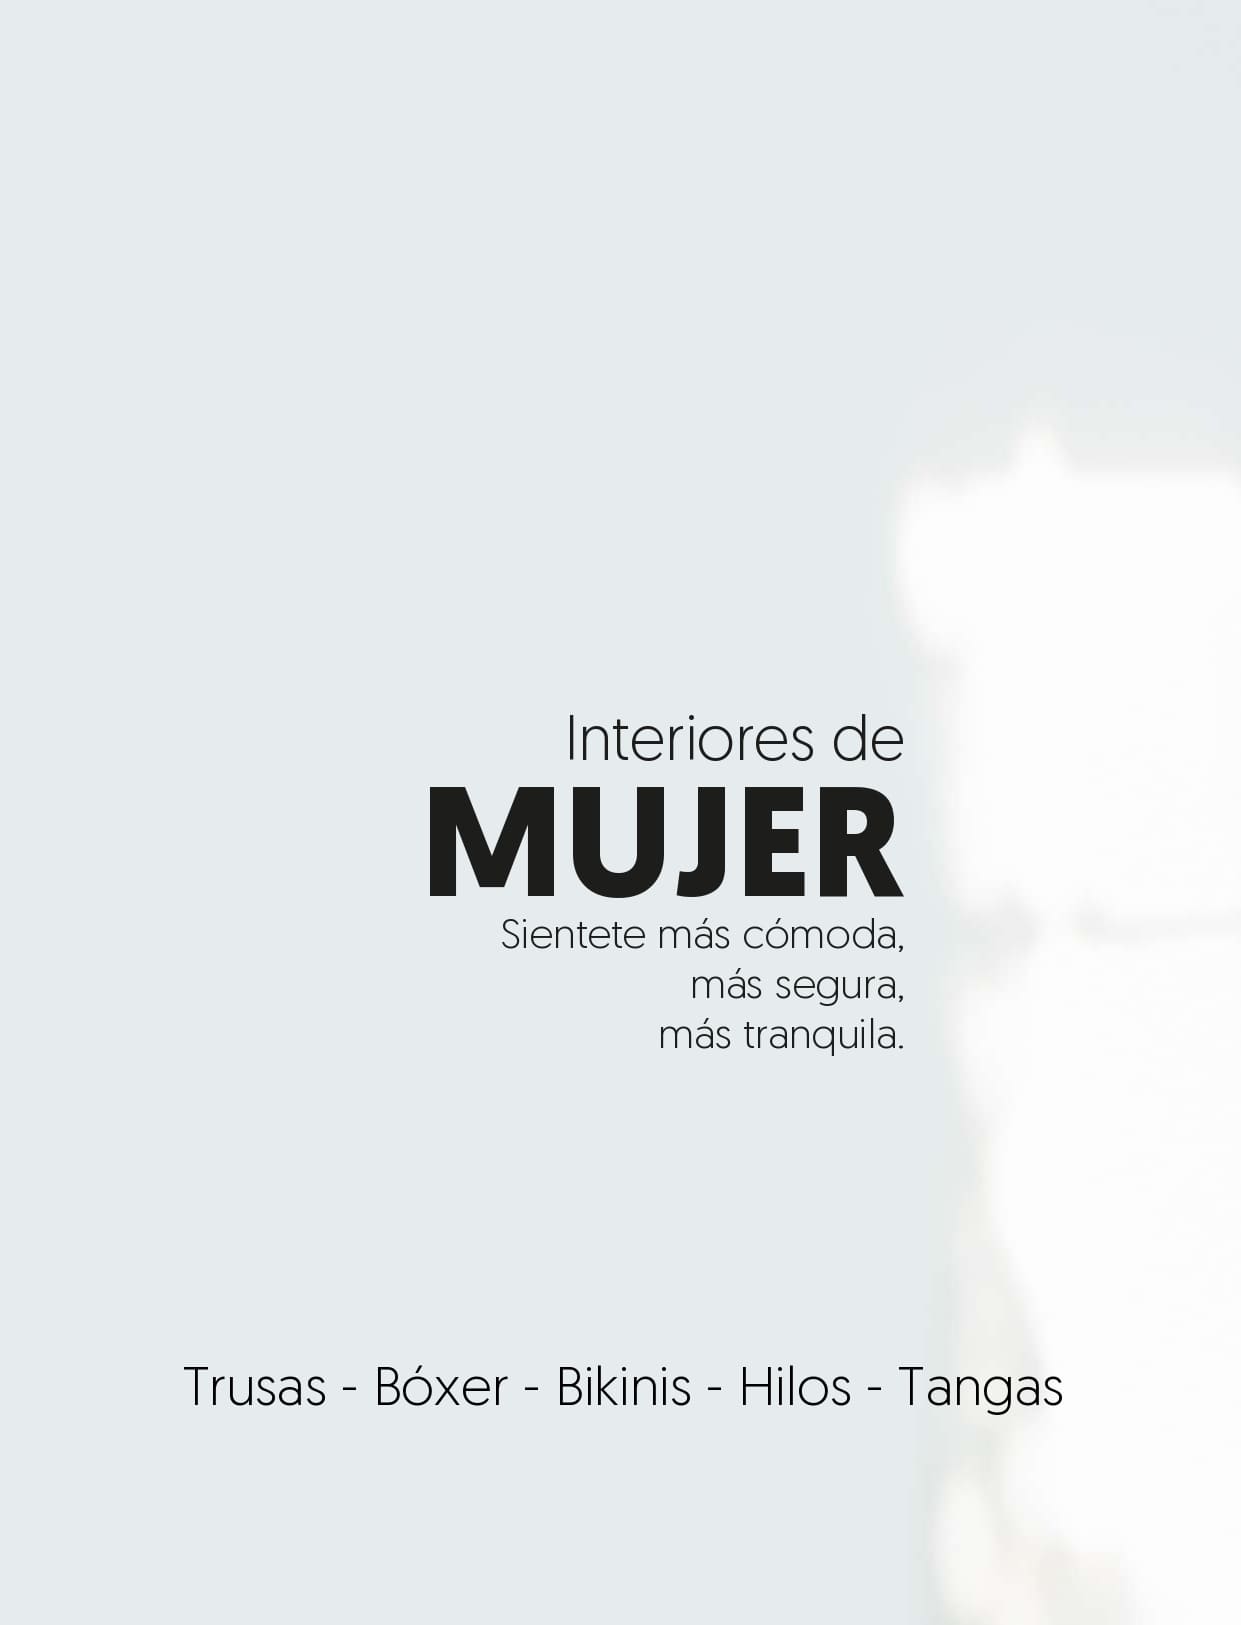 Interiores de
MUJER
Sientete más cómoda,
más segura,
más tranquila.
Trusas - Bóxer - Bikinis - Hilos - Tangas